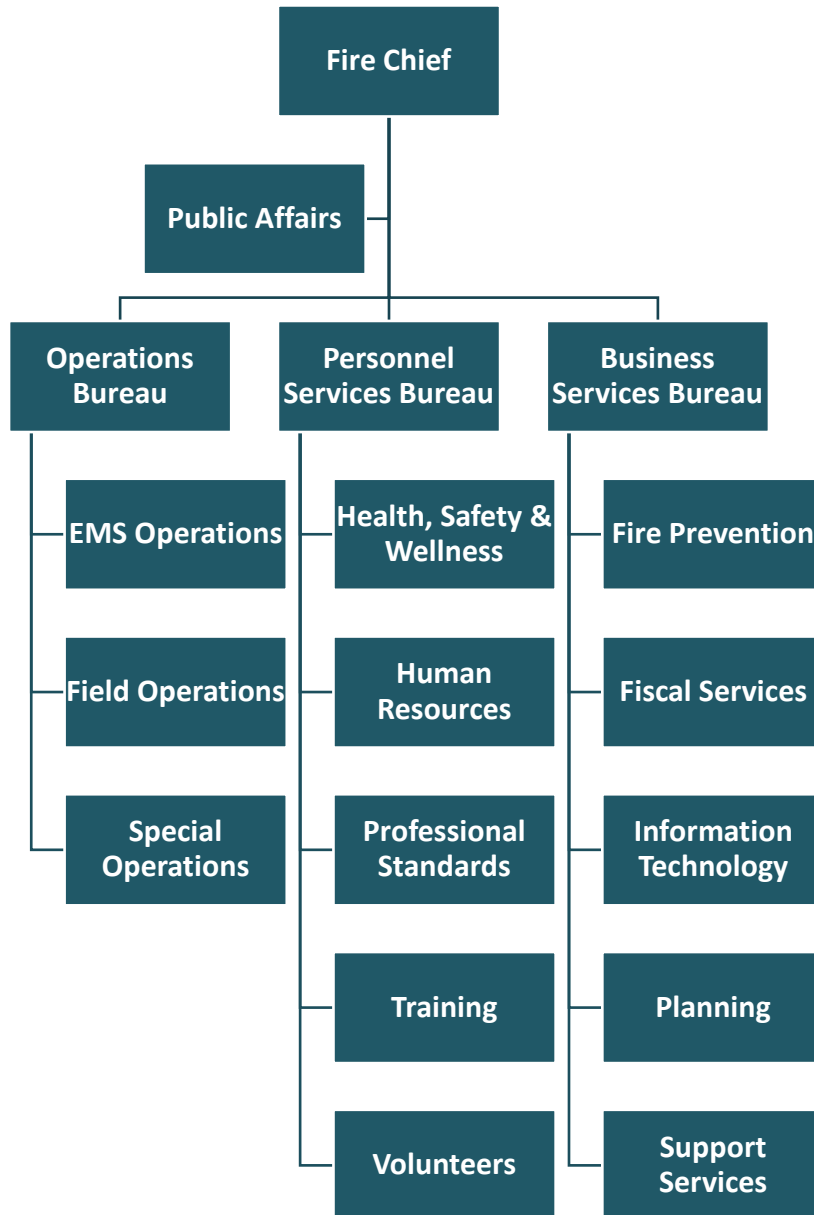 Fire Chief
Public Affairs
Operations
Bureau
Personnel
Services Bureau
Business
Services Bureau
EMS Operations
Field Operations
Special
Operations
Health, Safety &
Wellness
Human
Resources
Professional
Standards
Training
Volunteers
Fire Prevention
Fiscal Services
Information
Technology
Planning
Support
Services